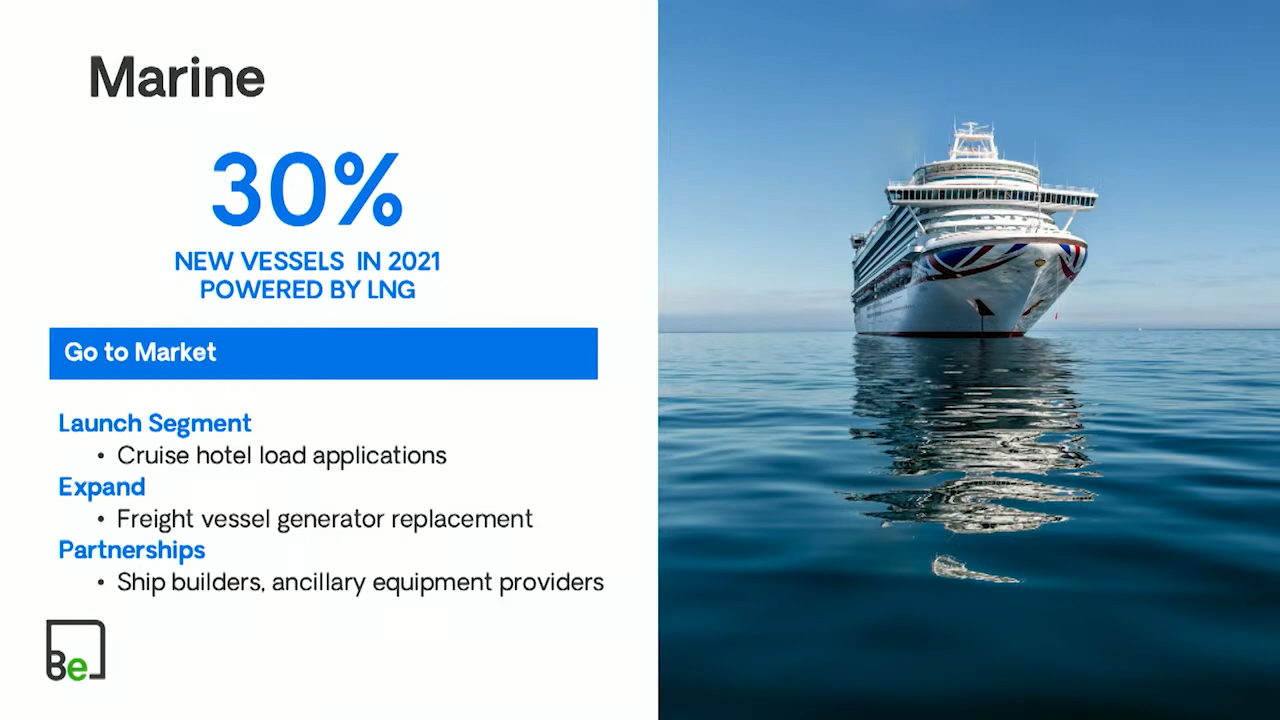 Marine
30%
NEW VESSELS IN 2021
POWERED BY LNG
Go to Market
Launch Segment
• Cruise hotel load applications
Expand
• Freight vessel generator replacement
Partnerships
• Ship builders, ancillary equipment providers
Be